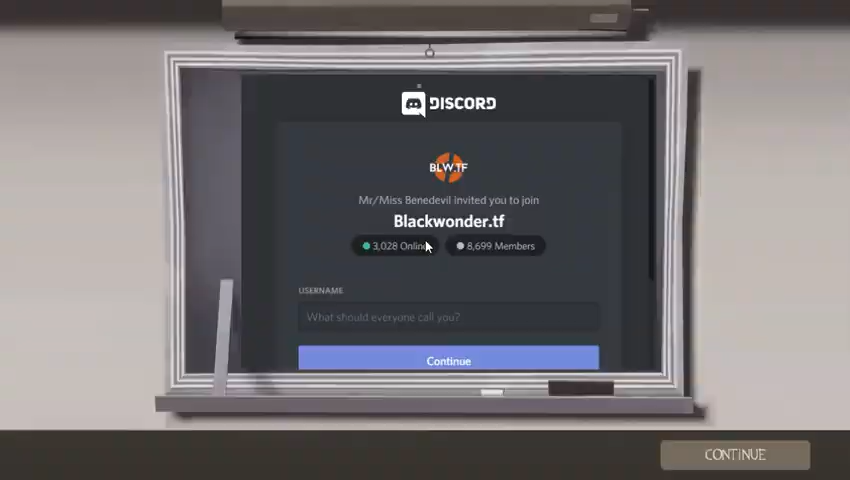 DISCORD
BLW.TF
Mr/Miss Benedevil invited you to join
Blackwonder.tf
3,028 Online
8,699 Members
USERNAME
What should everyone call you?
Continue
CONTINUE